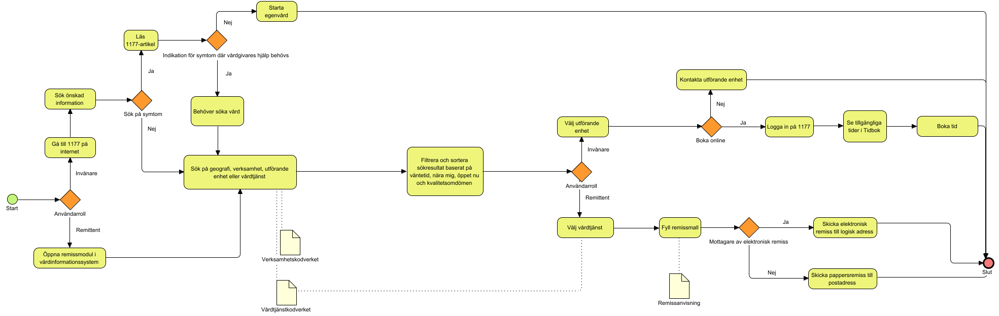 Starta
egenvård
Nej
Läs
1177-artikel
Indikation för symtom där vårdgivares hjälp behövs
Ja
Ja
Kontakta utförande enhet
Sök önskad
information
Sök på symtom
Nej
Behöver söka vård
Nej
Välj utförande
enhet
Ja
Boka online
Logga in på 1177
Se tillgängliga
tider i Tidbok
Boka tid
Gå till 1177 på
internet
Invånare
Invånare
Sök på geografi, verksamhet, utförande
enhet eller vårdtjänst
Filtrera och sortera
sökresultat baserat på
väntetid, nära mig, öppet nu
och kvalitetsomdömen
Användarroll
Remittent
Start
Användarroll
Remittent
Öppna remissmodul i
vårdinformationssystem
Verksamhetskodverket
Vårdtjänstkodverket
Välj vårdtjänst
Fyll remissmall
Mottagare av elektronisk remiss
Ja
Skicka elektronisk
remiss till logisk adress
Nej
Skicka pappersremiss till
postadress
Slut
Remissanvisning